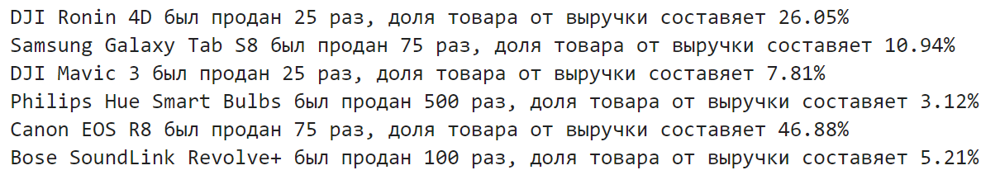 DJI Ronin 4D был продан 25 раз, доля товара от выручки составяет 26.05%
Samsung Galaxy Tab S8 был продан 75 раз, доля товара от выручки составяет 10.94%
DJI Mavic 3 был продан 25 раз, доля товара от выручки составяет 7.81%
Philips Hue Smart Bulbs был продан 500 раз, доля товара от выручки составяет 3.12%
Canon EOS R8 был продан 75 раз, доля товара от выручки составяет 46.88%
Bose SoundLink Revolve+ был продан 100 раз, доля товара от выручки составяет 5.21%